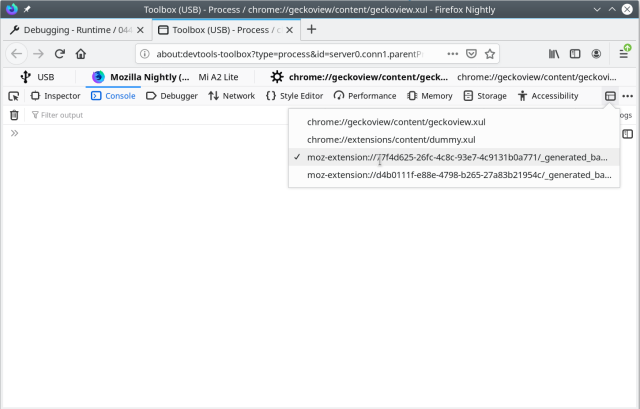 Toolbox (USB) - Process / chrome://geckoview/content/geckoview.xul - Firefox Nightly
Debugging - Runtime / 04
Toolbox (USB) - Process / c
about:devtools-toolbox?type=process&id=server0.conn1.parentP
USB
Mozilla Nightly (...
Mi A2 Lite
chrome://geckoview/content/geck...
chrome://geckoview/content/geckovi...
Inspector
Console
Debugger
Network
Style Editor
Performance
Memory
Storage
Accessibility
Filter output
ogs
chrome://geckoview/content/geckoview.xul
chrome://extensions/content/dummy.xul
moz-extension://77f4d625-26fc-4c8c-93e7-4c9131b0a771/_generated_ba...
moz-extension://d4b0111f-e88e-4798-b265-27a83b21954c/_generated_ba...